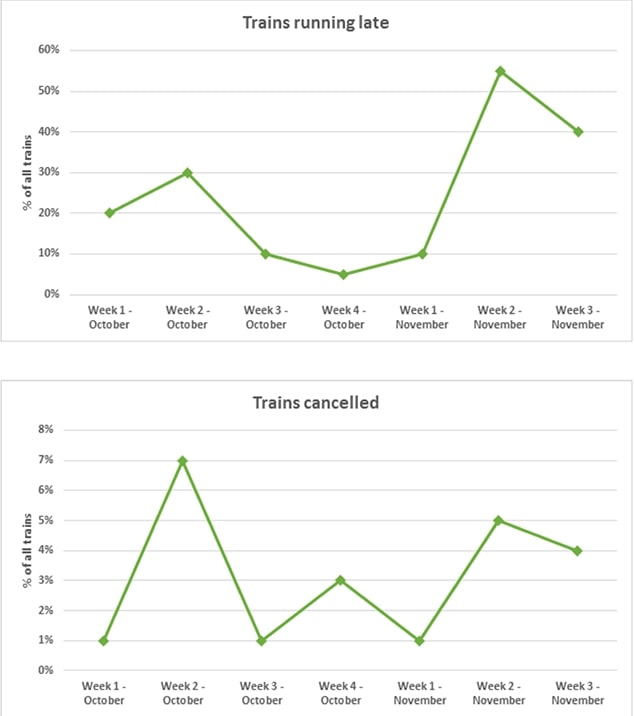 Trains running late
60%
50%
40%
30%
20%
10%
0%
% of all trains
Week 1 - Week 2 - Week 3 - Week 4 - Week 1 - Week 2 - Week 3 -
October October October October November November November
Trains cancelled
8%
7%
6%
5%
4%
3%
2%
1%
0%
% of all trains
Week 1 - Week 2 - Week 3 - Week 4 - Week 1 - Week 2 - Week 3 -
October October October October November November November